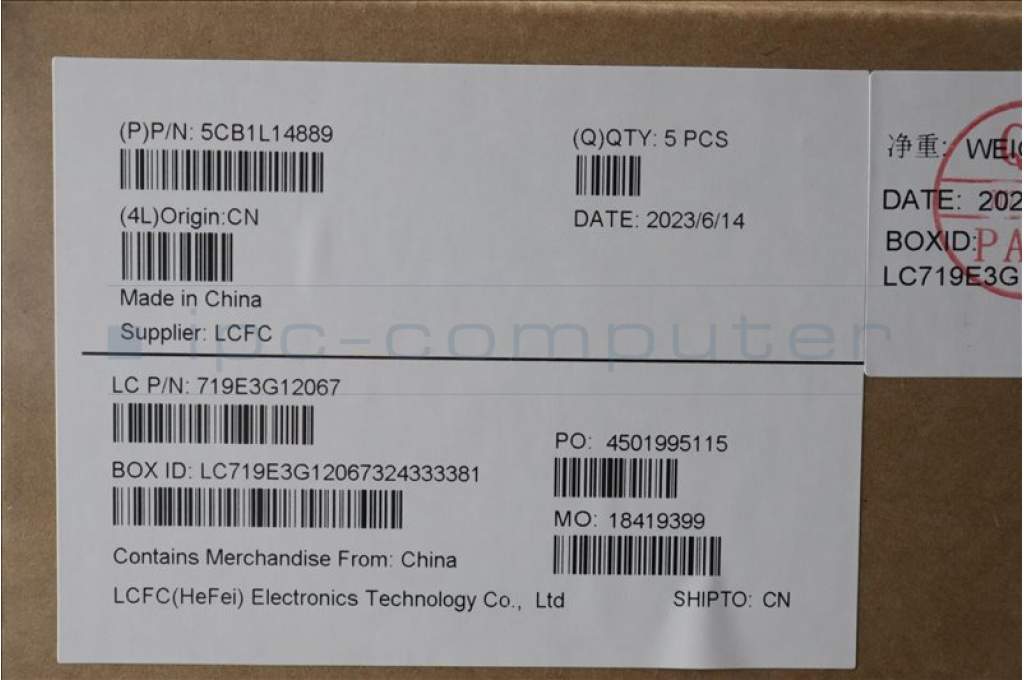 (P)P/N: 5CB1L14889
(Q)QTY: 5 PCS
(4L)Origin:CN
DATE: 2023/6/14
Made in China
Supplier: LCFC
ipc-computer
LC P/N: 719E3G12067
PO: 4501995115
BOX ID: LC719E3G12067324333381
MO: 18419399
Contains Merchandise From: China
LCFC(HeFei) Electronics Technology Co., Ltd
SHIPTO: CN
净重:
DATE:
BOXID:
LC719E3G